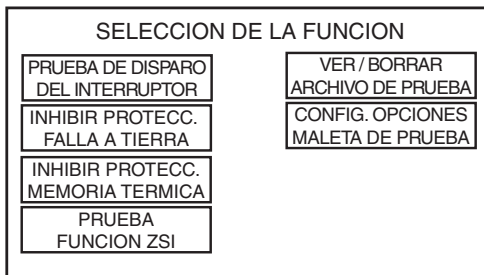 SELECCION DE LA FUNCION
PRUEBA DE DISPARO
DEL INTERRUPTOR
INHIBIR PROTECC.
FALLA A TIERRA
INHIBIR PROTECC.
MEMORIA TERMICA
PRUEBA
FUNCION ZSI
VER / BORRAR
ARCHIVO DE PRUEBA
CONFIG. OPCIONES
MALETA DE PRUEBA